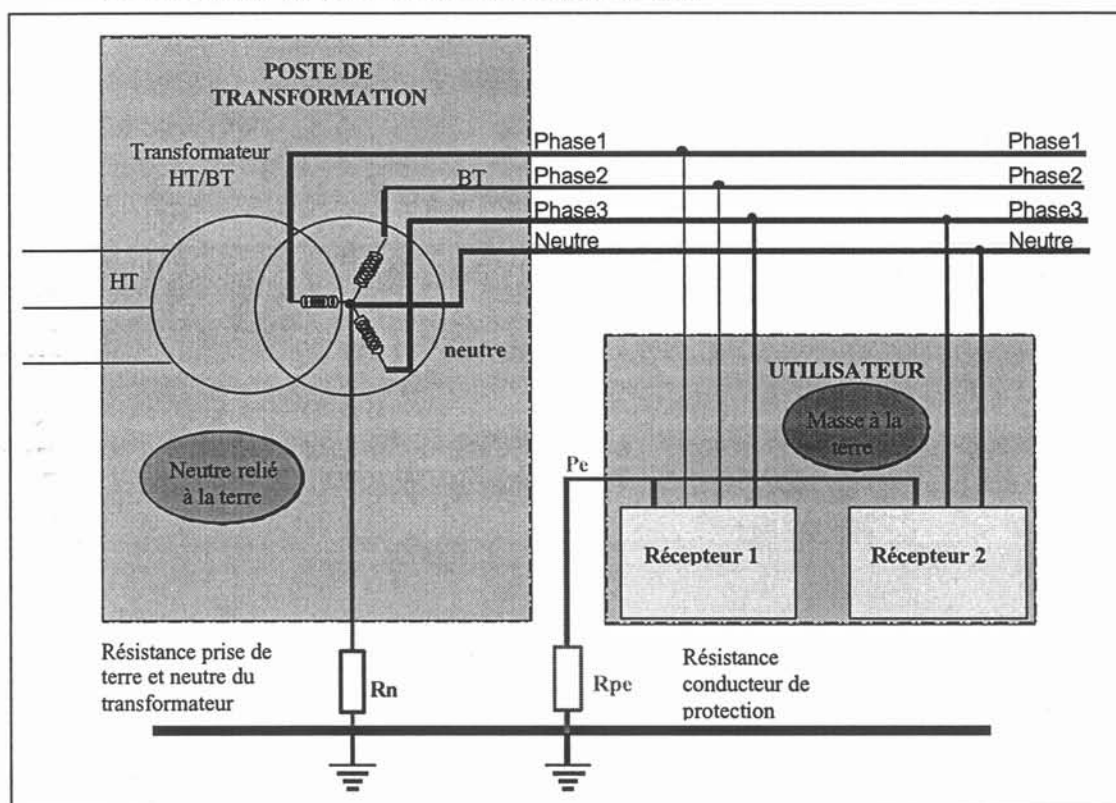 POSTE DE
TRANSFORMATION
Transformateur
HT/BT
BT
HT
neutre
Neutre relié
à la terre
Phase1
Phase2
Phase3
Neutre
Phase1
Phase2
Phase3
Neutre
UTILISATEUR
Masse à la
terre
Pe
Récepteur 1
Récepteur 2
Résistance prise de
terre et neutre du
transformateur
Rn
Rpe
Résistance
conducteur de
protection